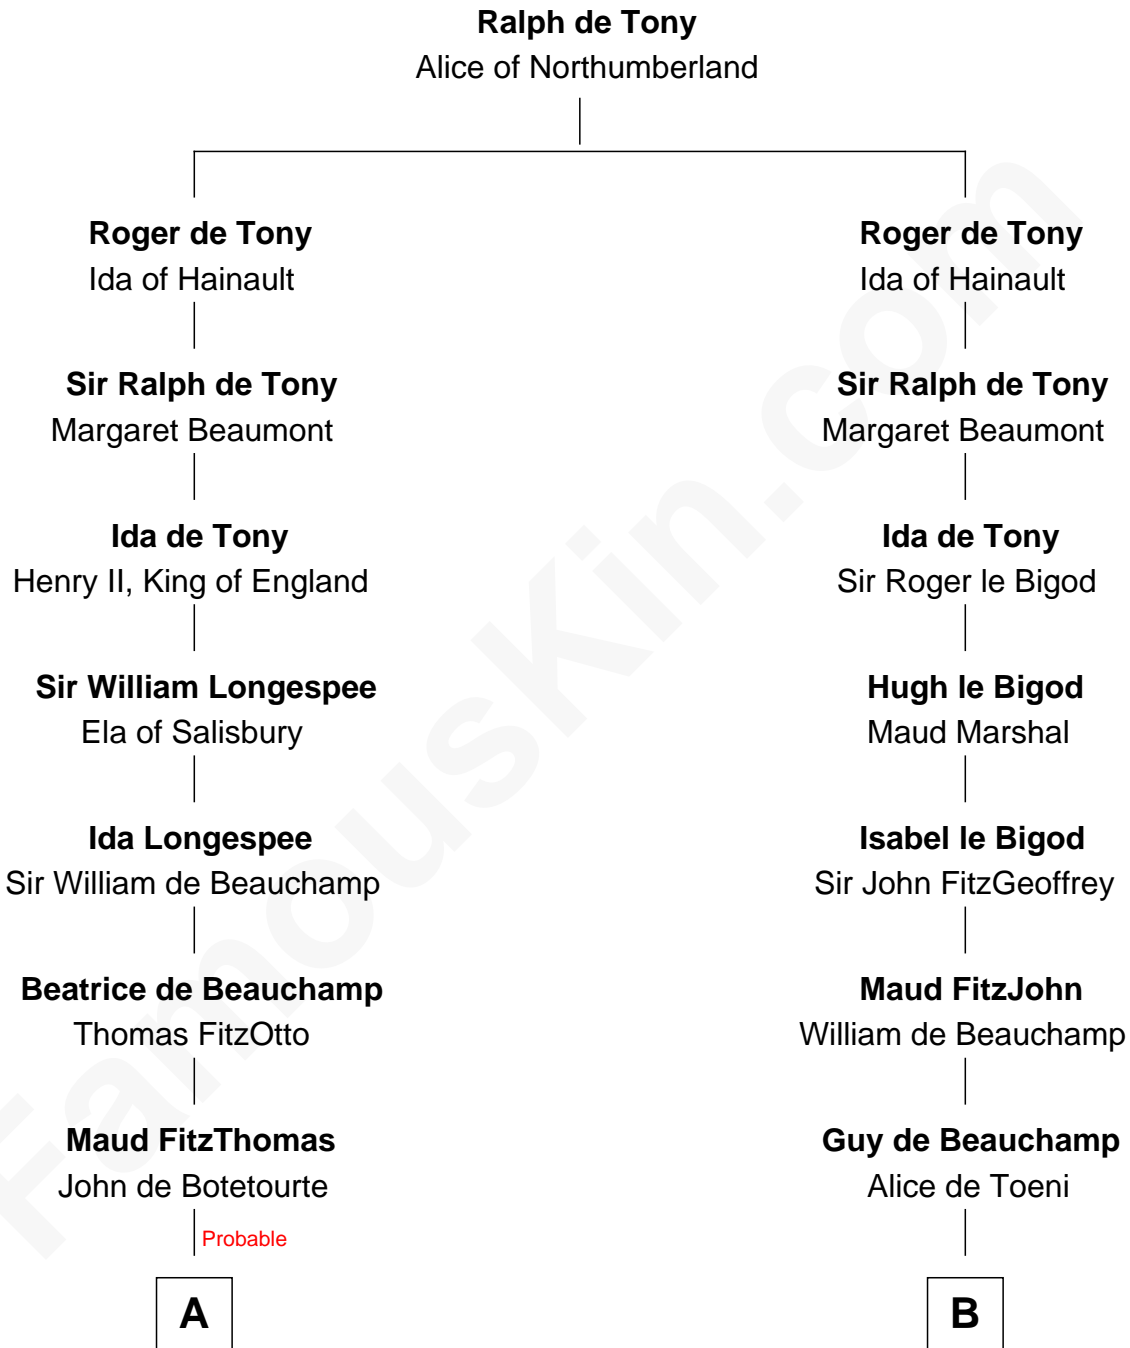 Ralph de Tony
Alice of Northumberland
Roger de Tony
Ida of Hainault
Roger de Tony
Ida of Hainault
Sir Ralph de Tony
Margaret Beaumont
Sir Ralph de Tony
Margaret Beaumont
Ida de Tony
Henry II, King of England
Ida de Tony
Sir Roger le Bigod
Sir William Longespee
Ela of Salisbury
Hugh le Bigod
Maud Marshal
Ida Longespee
Sir William de Beauchamp
Isabel le Bigod
Sir John FitzGeoffrey
Beatrice de Beauchamp
Thomas FitzOtto
Maud FitzJohn
William de Beauchamp
Maud FitzThomas
John de Botetourte
Guy de Beauchamp
Alice de Toeni
Probable
A
B
FamousKin.com